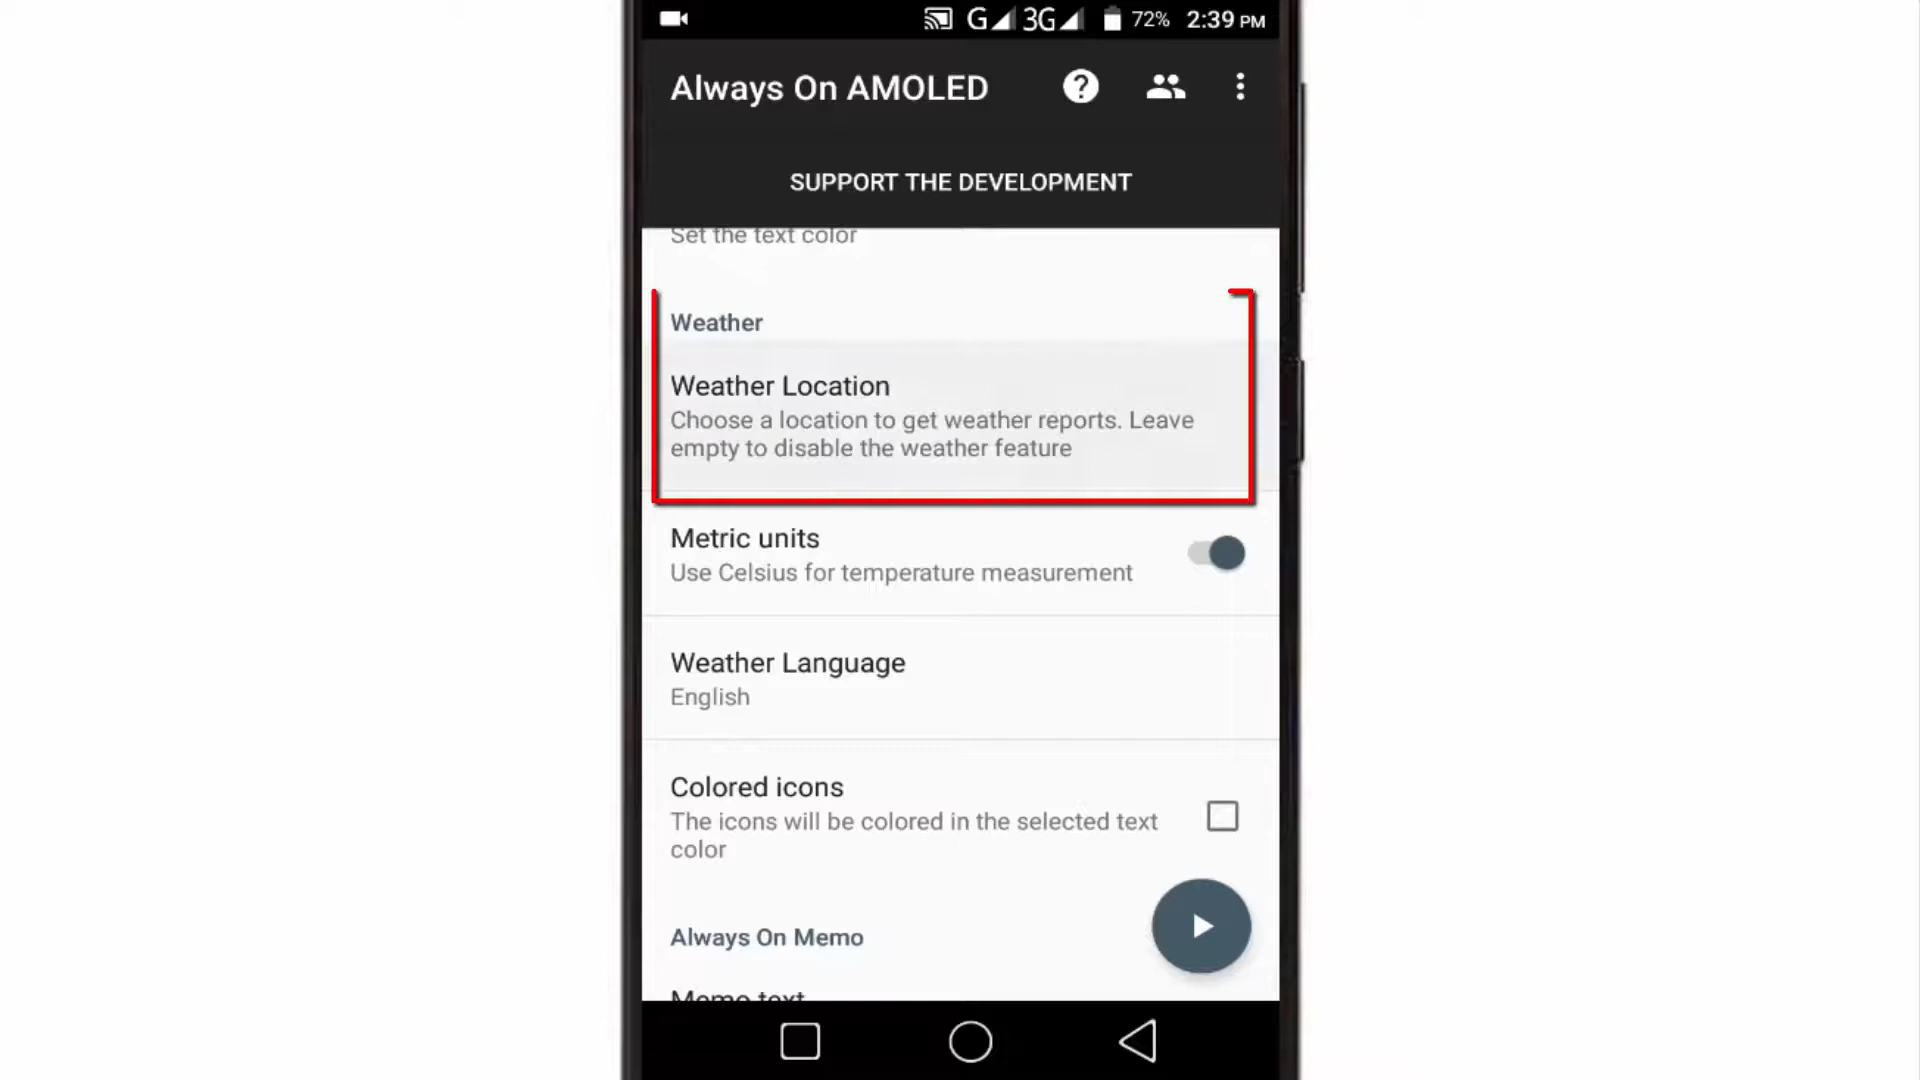 G 3G 72% 2:39 PM
Always On AMOLED
SUPPORT THE DEVELOPMENT
Set the text color
Weather
Weather Location
Choose a location to get weather reports. Leave
empty to disable the weather feature
Metric units
Use Celsius for temperature measurement
Weather Language
English
Colored icons
The icons will be colored in the selected text
color
Always On Memo
Memo text